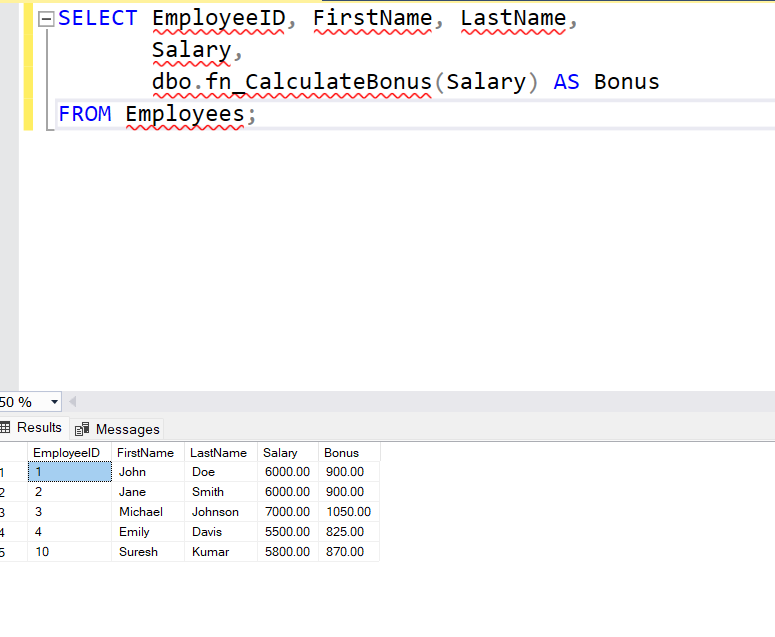 SELECT EmployeeID, FirstName, LastName,
Salary,
dbo.fn_CalculateBonus(Salary) AS Bonus
FROM Employees;
50 %
Results Messages
EmployeeID FirstName LastName Salary Bonus
1 1 John Doe 6000.00 900.00
2 2 Jane Smith 6000.00 900.00
3 3 Michael Johnson 7000.00 1050.00
4 4 Emily Davis 5500.00 825.00
5 10 Suresh Kumar 5800.00 870.00